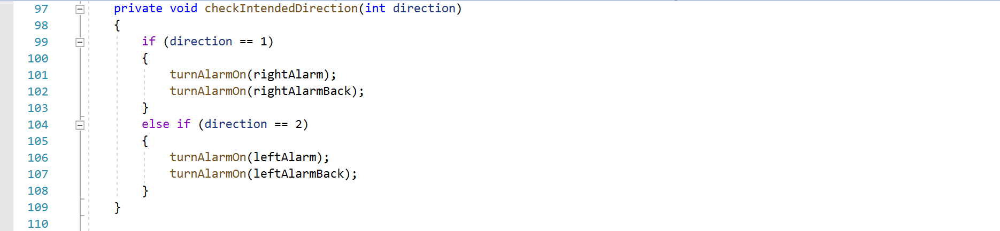 97 private void checkIntendedDirection(int direction)
98 {
99 if (direction == 1)
100 {
101 turnAlarmOn(rightAlarm);
102 turnAlarmOn(rightAlarmBack);
103 }
104 else if (direction == 2)
105 {
106 turnAlarmOn(leftAlarm);
107 turnAlarmOn(leftAlarmBack);
108 }
109 }
110